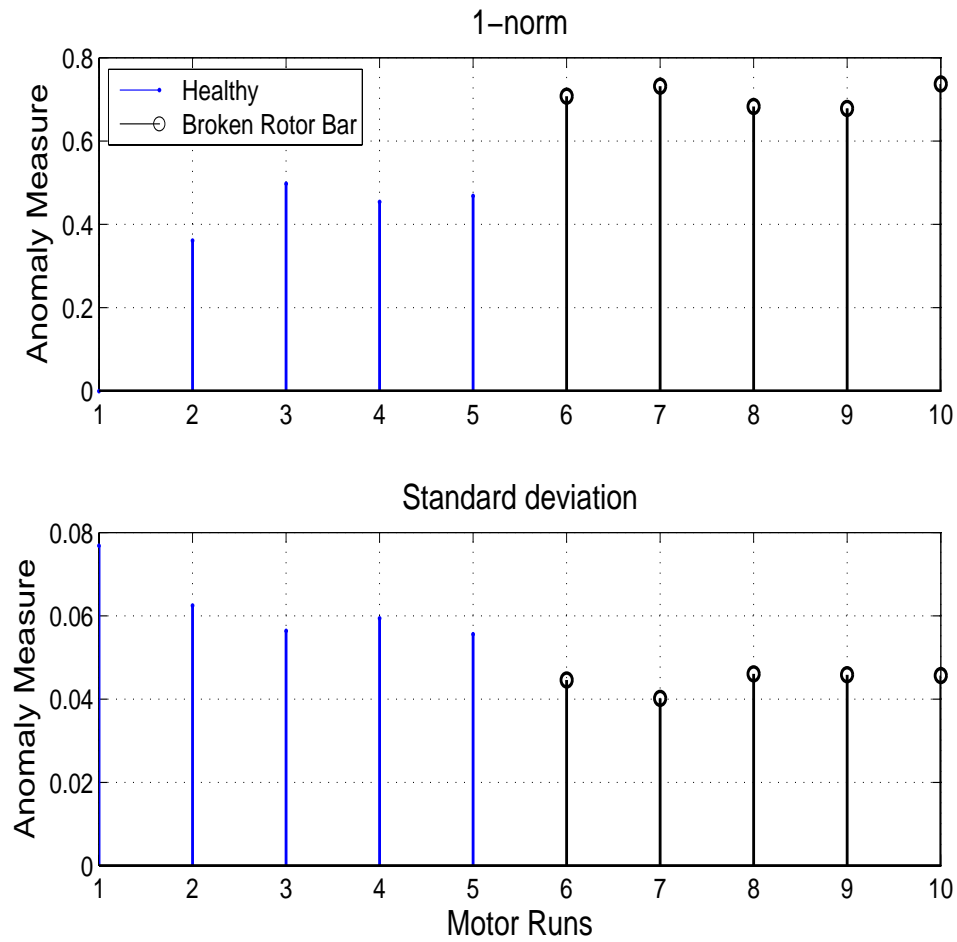 1−norm
Anomaly Measure
0.8
0.6
0.4
0.2
0
Healthy
Broken Rotor Bar
1 2 3 4 5 6 7 8 9 10
Standard deviation
Anomaly Measure
0.08
0.06
0.04
0.02
0
1 2 3 4 5 6 7 8 9 10
Motor Runs